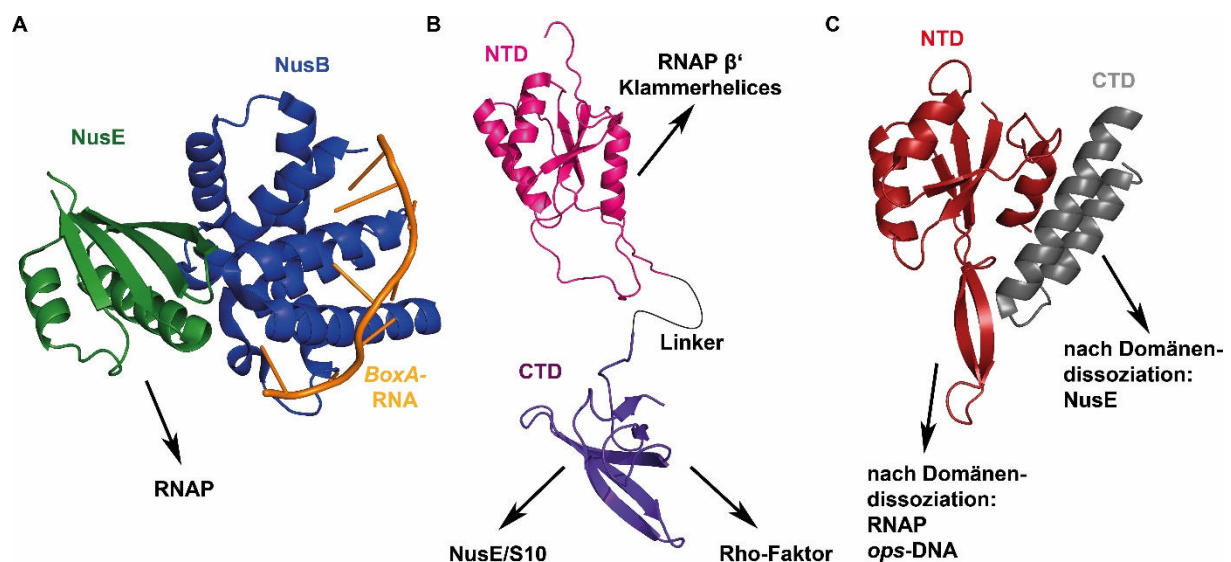 A
NusE
NusB
BoxA-
RNA
RNAP
B
NTD
RNAP β‘
Klammerhelices
Linker
CTD
NusE/S10
Rho-Faktor
C
NTD
CTD
nach Domänen-
dissoziation:
NusE
nach Domänen-
dissoziation:
RNAP
ops-DNA